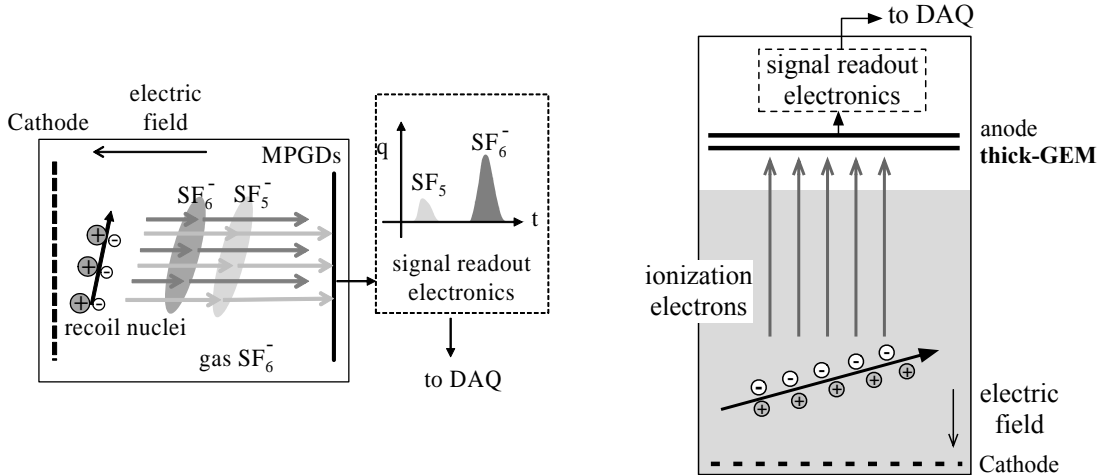 electric
field
Cathode
MPGDs
SF6-
SF5-
recoil nuclei
gas SF6-
q
SF6-
SF5
t
signal readout
electronics
to DAQ
to DAQ
signal readout
electronics
anode
thick-GEM
ionization
electrons
electric
field
Cathode